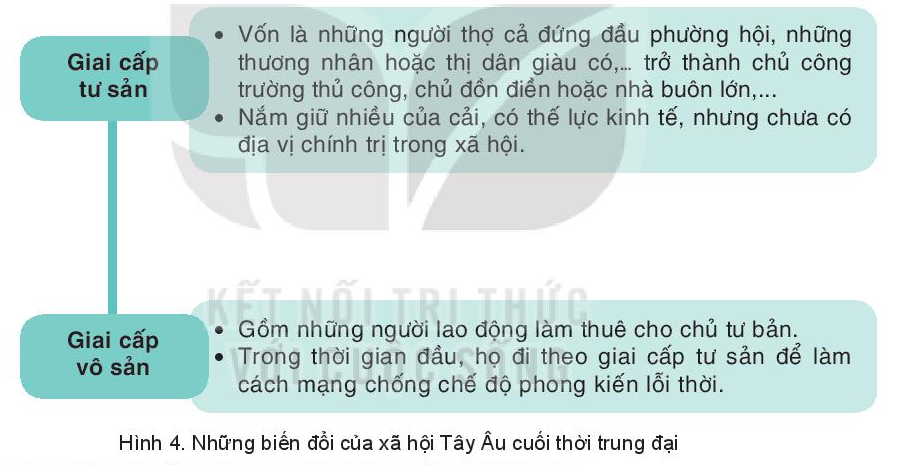 Giai cấp
tư sản
• Vốn là những người thợ cả đứng đầu phường hội, những
thương nhân hoặc thị dân giàu có,... trở thành chủ công
trường thủ công, chủ đồn điền hoặc nhà buôn lớn,...
• Nắm giữ nhiều của cải, có thế lực kinh tế, nhưng chưa có
địa vị chính trị trong xã hội.
KẾT NỐI TRI THỨC
VỚI CUỘC SỐNG
Giai cấp
vô sản
• Gồm những người lao động làm thuê cho chủ tư bản.
• Trong thời gian đầu, họ đi theo giai cấp tư sản để làm
cách mạng chống chế độ phong kiến lỗi thời.
Hình 4. Những biến đổi của xã hội Tây Âu cuối thời trung đại